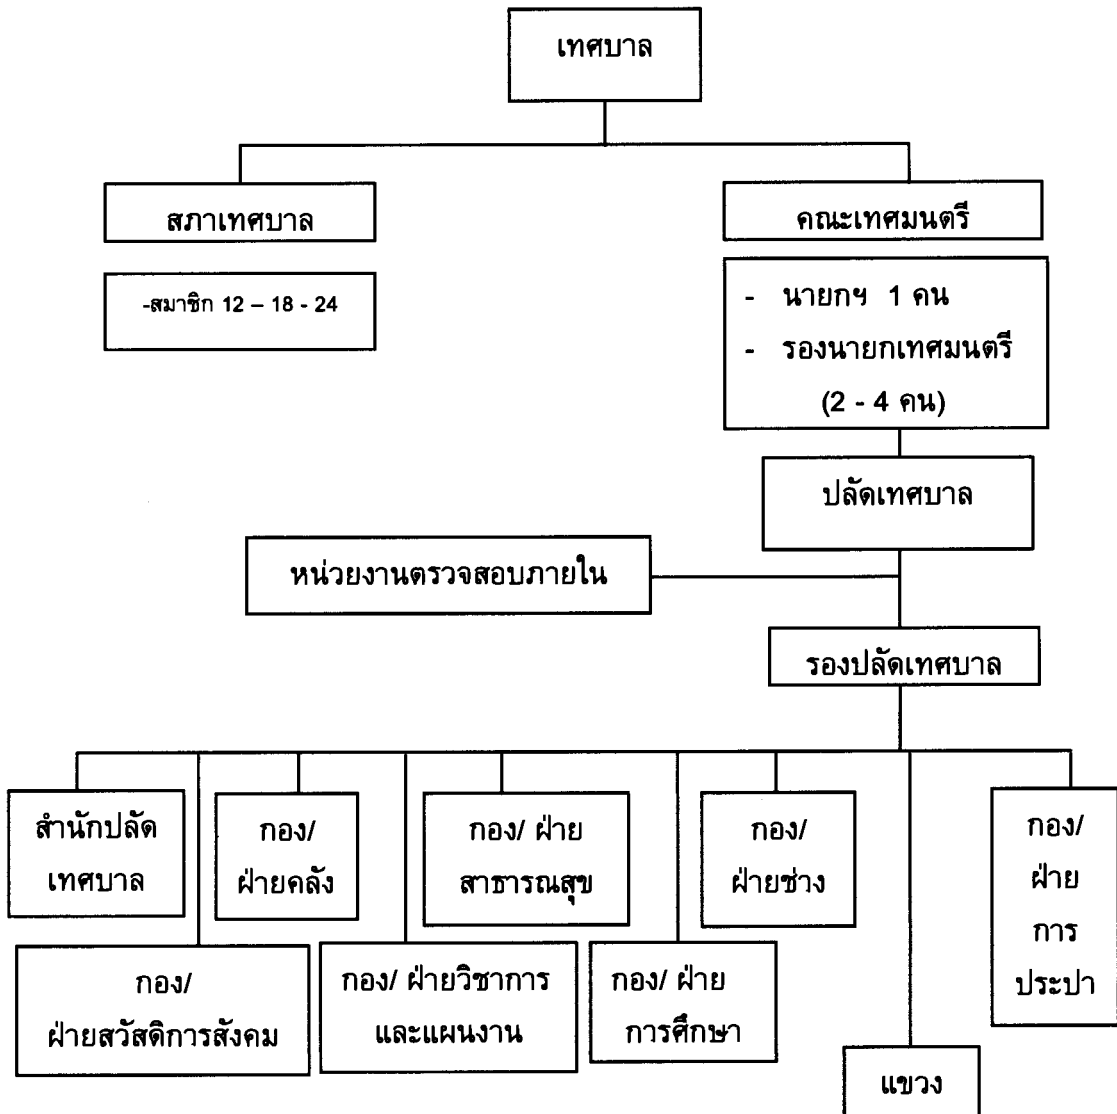 เทศบาล
สภาเทศบาล
คณะเทศมนตรี
-สมาชิก 12 – 18 - 24
- นายกฯ 1 คน
- รองนายกเทศมนตรี
(2 - 4 คน)
ปลัดเทศบาล
หน่วยงานตรวจสอบภายใน
รองปลัดเทศบาล
สำนักปลัด
เทศบาล
กอง/
ฝ่ายคลัง
กอง/ ฝ่าย
สาธารณสุข
กอง/
ฝ่ายช่าง
กอง/
ฝ่าย
การ
ประปา
กอง/
ฝ่ายสวัสดิการสังคม
กอง/ ฝ่ายวิชาการ
และแผนงาน
กอง/ ฝ่าย
การศึกษา
แขวง